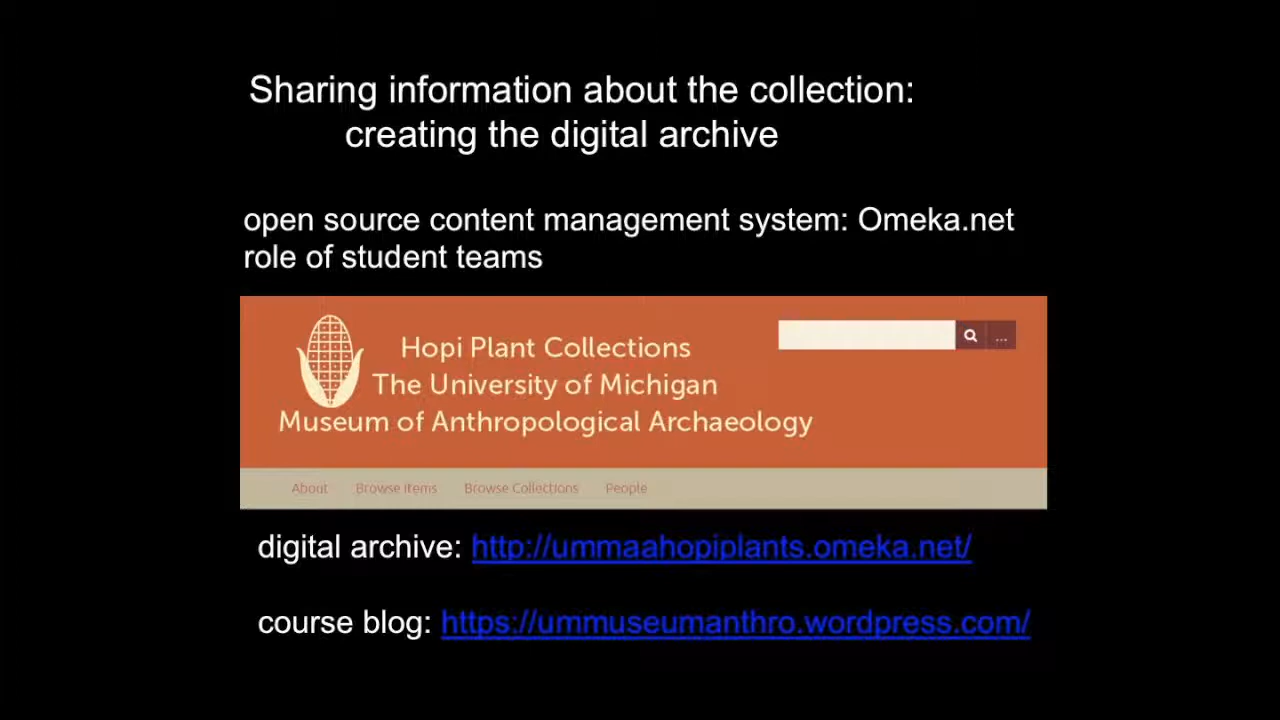 Sharing information about the collection:
creating the digital archive
open source content management system: Omeka.net
role of student teams
Hopi Plant Collections
The University of Michigan
Museum of Anthropological Archaeology
...
About Browse Items Browse Collections People
digital archive: http://ummaahopiplants.omeka.net/
course blog: https://ummuseumanthro.wordpress.com/